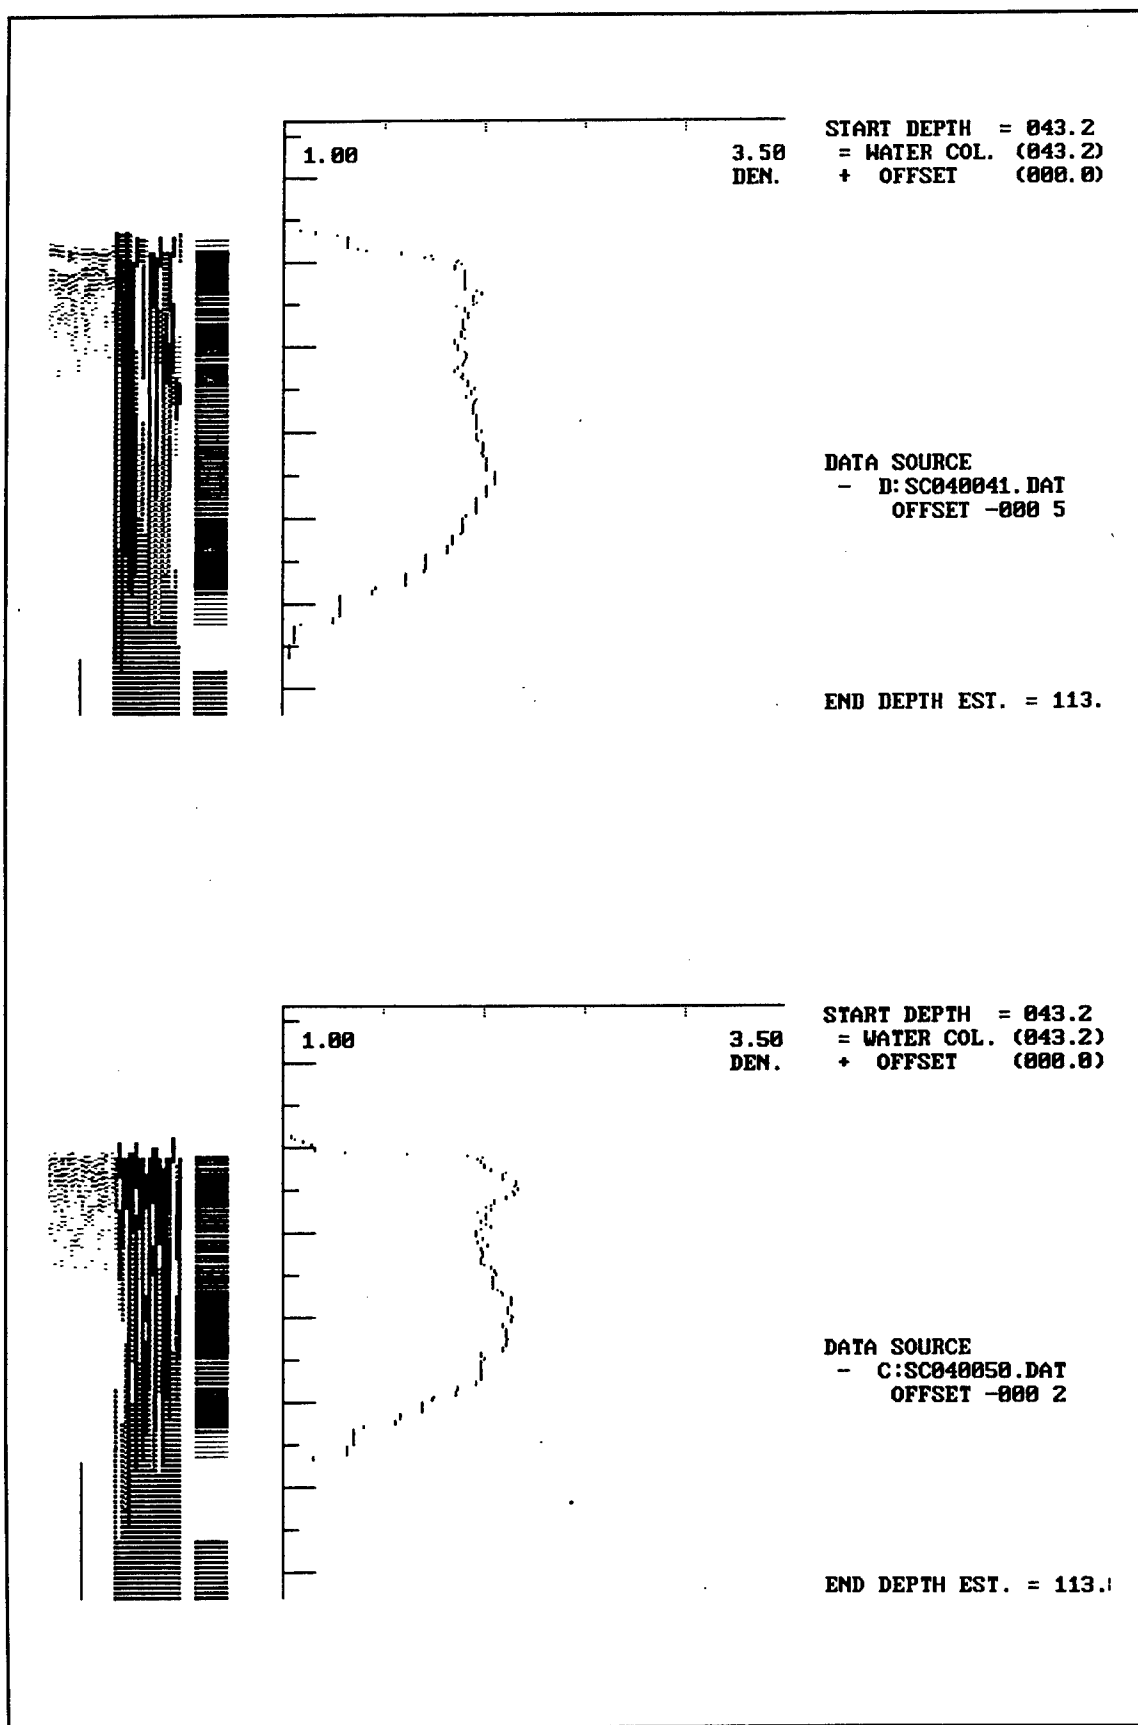 1.00
3.50
DEN.
START DEPTH = 043.2
= WATER COL. (043.2)
+ OFFSET (000.0)
DATA SOURCE
- D:SC040041.DAT
OFFSET -000 5
END DEPTH EST. = 113.
1.00
3.50
DEN.
START DEPTH = 043.2
= WATER COL. (043.2)
+ OFFSET (000.0)
DATA SOURCE
- C:SC040050.DAT
OFFSET -000 2
END DEPTH EST. = 113.